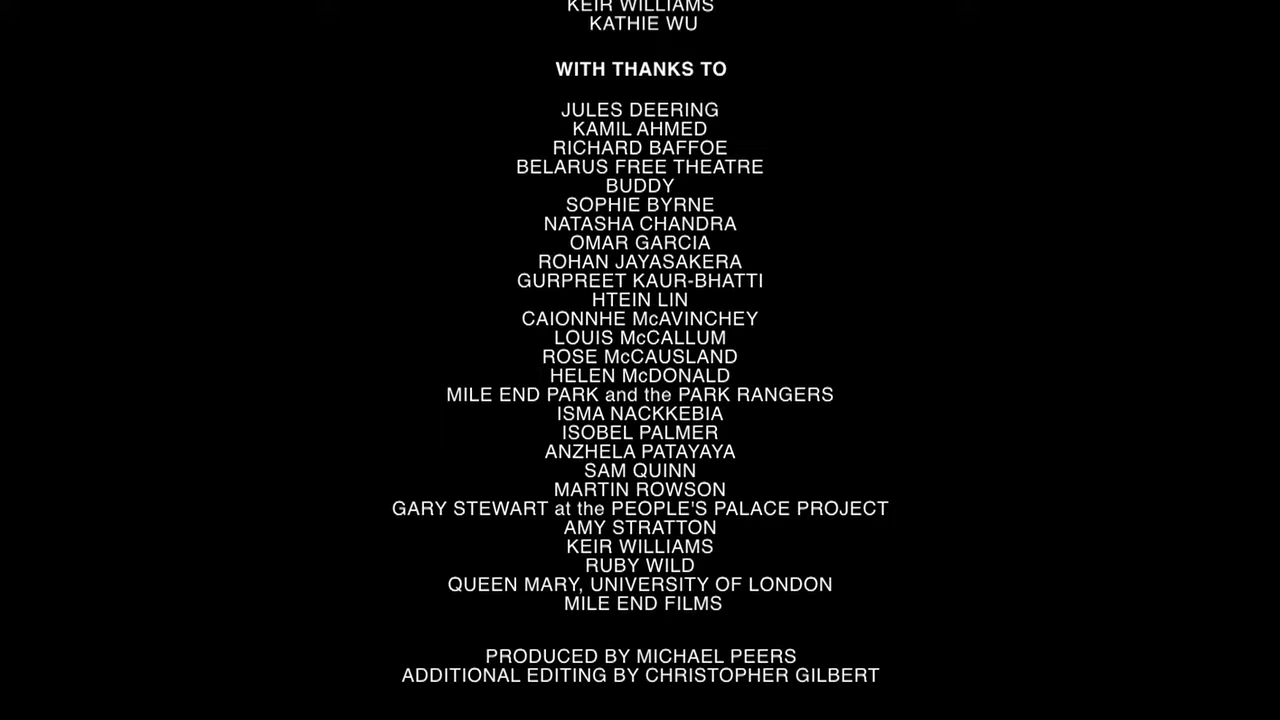 KEIR WILLIAMS
KATHIE WU
WITH THANKS TO
JULES DEERING
KAMIL AHMED
RICHARD BAFFOE
BELARUS FREE THEATRE
BUDDY
SOPHIE BYRNE
NATASHA CHANDRA
OMAR GARCIA
ROHAN JAYASAKERA
GURPREET KAUR-BHATTI
HTEIN LIN
CAIONNHE McAVINCHEY
LOUIS McCALLUM
ROSE McCAUSLAND
HELEN McDONALD
MILE END PARK and the PARK RANGERS
ISMA NACKKEBIA
ISOBEL PALMER
ANZHELA PATAYAYA
SAM QUINN
MARTIN ROWSON
GARY STEWART at the PEOPLE'S PALACE PROJECT
AMY STRATTON
KEIR WILLIAMS
RUBY WILD
QUEEN MARY, UNIVERSITY OF LONDON
MILE END FILMS
PRODUCED BY MICHAEL PEERS
ADDITIONAL EDITING BY CHRISTOPHER GILBERT